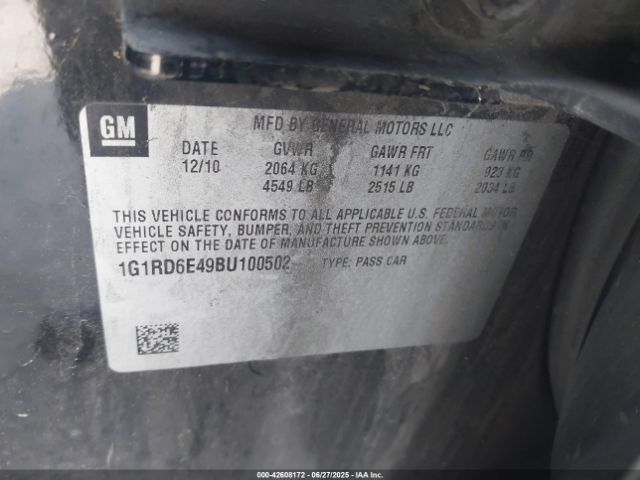 GM
MFD BY GENERAL MOTORS LLC
DATE GVWR GAWR FRT GAWR RR
12/10 2064 KG 1141 KG 923 KG
4549 LB 2515 LB 2034 LB
THIS VEHICLE CONFORMS TO ALL APPLICABLE U.S. FEDERAL MOTOR
VEHICLE SAFETY, BUMPER, AND THEFT PREVENTION STANDARDS IN
EFFECT ON THE DATE OF MANUFACTURE SHOWN ABOVE.
1G1RD6E49BU100502 TYPE: PASS CAR
000-42608172 06/27/2025 IAAI.COM